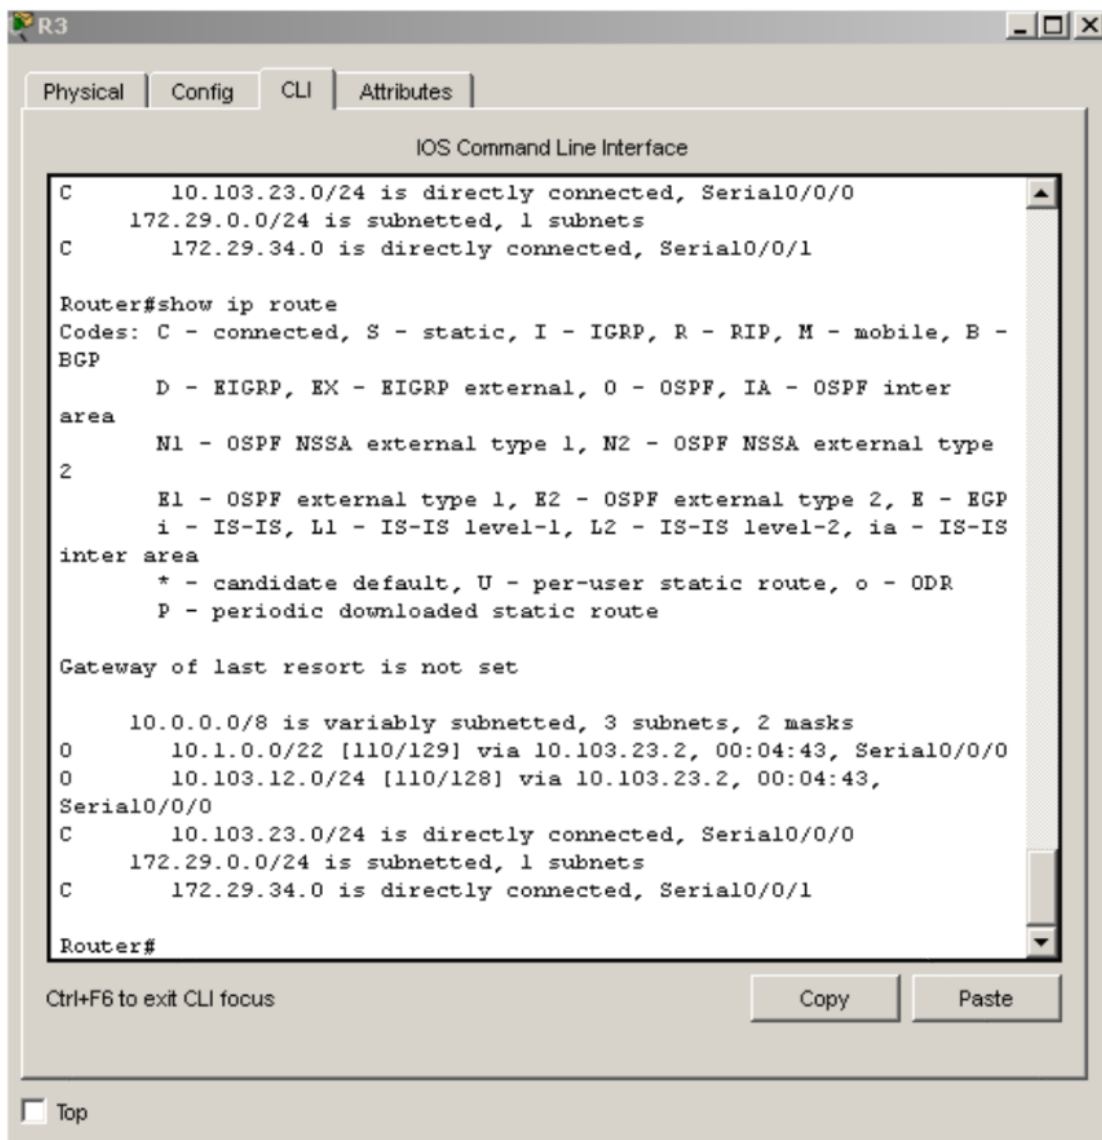 R3
Physical Config CLI Attributes
IOS Command Line Interface
C       10.103.23.0/24 is directly connected, Serial0/0/0
     172.29.0.0/24 is subnetted, 1 subnets
C       172.29.34.0 is directly connected, Serial0/0/1

Router#show ip route
Codes: C - connected, S - static, I - IGRP, R - RIP, M - mobile, B -
BGP
       D - EIGRP, EX - EIGRP external, O - OSPF, IA - OSPF inter
area
       N1 - OSPF NSSA external type 1, N2 - OSPF NSSA external type
2
       E1 - OSPF external type 1, E2 - OSPF external type 2, E - EGP
       i - IS-IS, L1 - IS-IS level-1, L2 - IS-IS level-2, ia - IS-IS
inter area
       * - candidate default, U - per-user static route, o - ODR
       P - periodic downloaded static route

Gateway of last resort is not set

     10.0.0.0/8 is variably subnetted, 3 subnets, 2 masks
O       10.1.0.0/22 [110/129] via 10.103.23.2, 00:04:43, Serial0/0/0
O       10.103.12.0/24 [110/128] via 10.103.23.2, 00:04:43,
Serial0/0/0
C       10.103.23.0/24 is directly connected, Serial0/0/0
     172.29.0.0/24 is subnetted, 1 subnets
C       172.29.34.0 is directly connected, Serial0/0/1

Router#
Ctrl+F6 to exit CLI focus
Copy Paste
Top